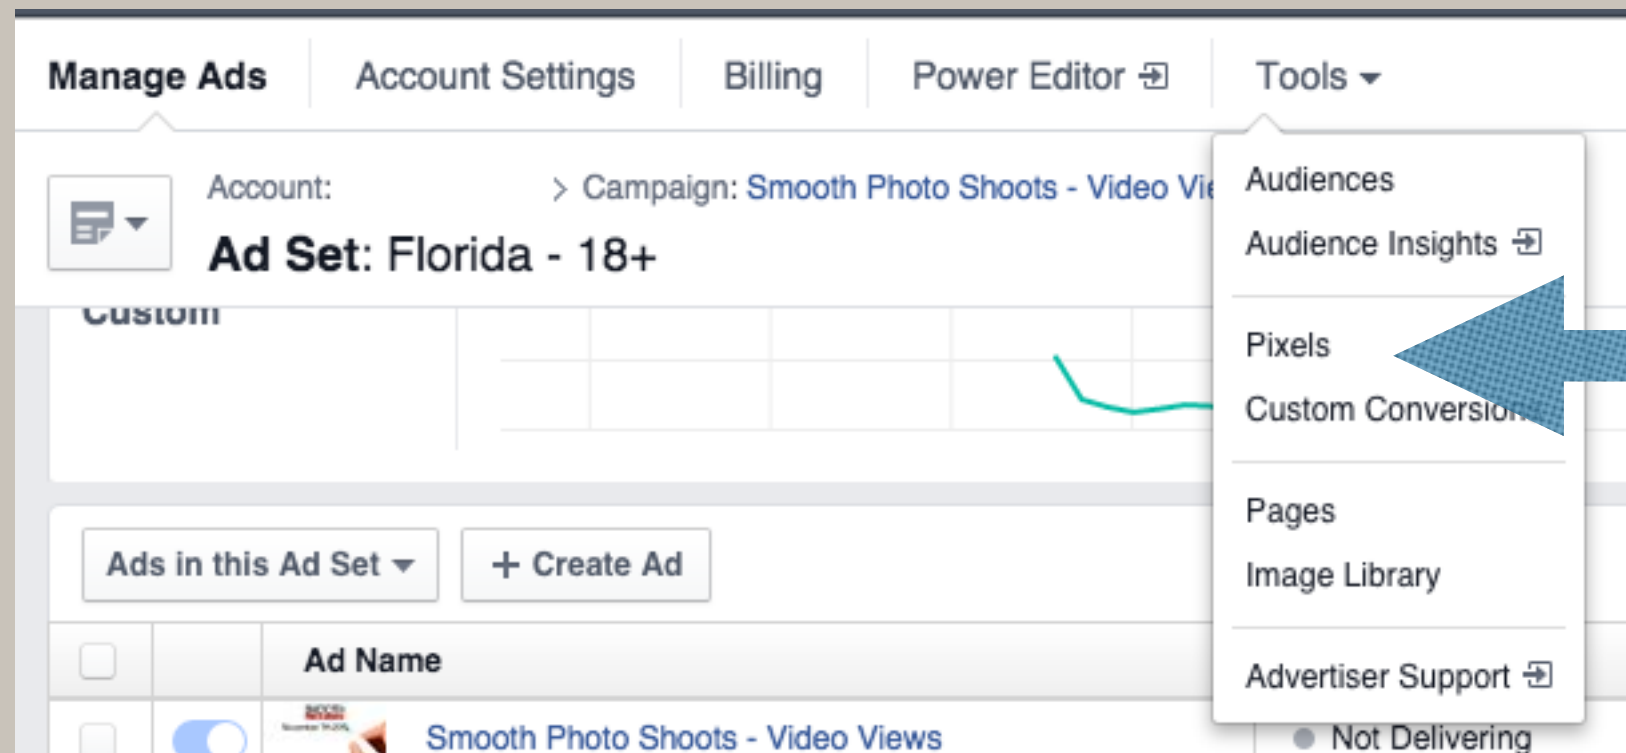 Manage Ads
Account Settings
Billing
Power Editor
Tools
Account:
> Campaign: Smooth Photo Shoots - Video
Ad Set: Florida - 18+
Custom
Audiences
Audience Insights
Pixels
Custom
Pages
Image Library
Advertiser Support
Ads in this Ad Set
+ Create Ad
Ad Name
Smooth Photo Shoots - Video Views
Not Delivering